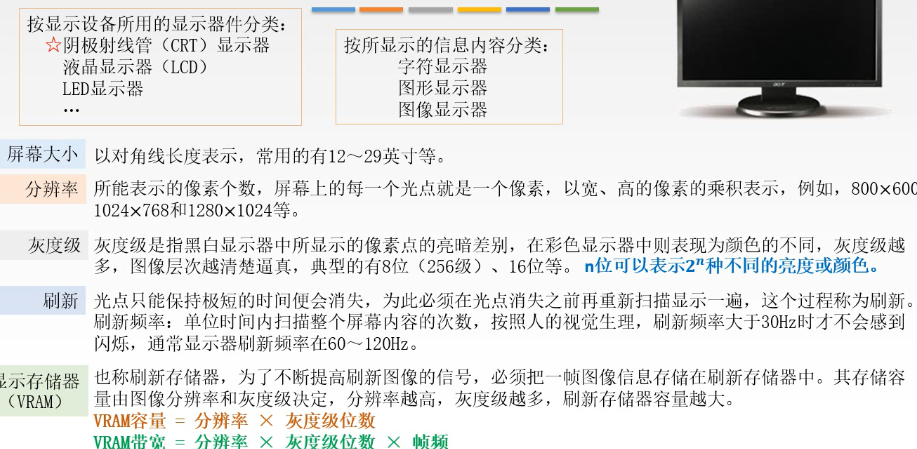 按显示设备所用的显示器件分类：
☆阴极射线管（CRT）显示器
液晶显示器（LCD）
LED显示器
…
按所显示的信息内容分类：
字符显示器
图形显示器
图像显示器
屏幕大小
以对角线长度表示，常用的有12～29英寸等。
分辨率
所能表示的像素个数，屏幕上的每一个光点就是一个像素，以宽、高的像素的乘积表示，例如，800×600
1024×768和1280×1024等。
灰度级
灰度级是指黑白显示器中所显示的像素点的亮暗差别，在彩色显示器中则表现为颜色的不同，灰度级越
多，图像层次越清楚逼真，典型的有8位（256级）、16位等。 n位可以表示2ⁿ种不同的亮度或颜色。
刷新
光点只能保持极短的时间便会消失，为此必须在光点消失之前再重新扫描显示一遍，这个过程称为刷新。
刷新频率：单位时间内扫描整个屏幕内容的次数，按照人的视觉生理，刷新频率大于30Hz时才不会感到
闪烁，通常显示器刷新频率在60～120Hz。
显示存储器
（VRAM）
也称刷新存储器，为了不断提高刷新图像的信号，必须把一帧图像信息存储在刷新存储器中。其存储容
量由图像分辨率和灰度级决定，分辨率越高，灰度级越多，刷新存储器容量越大。
VRAM容量 = 分辨率 × 灰度级位数
VRAM带宽 = 分辨率 × 灰度级位数 × 帧频